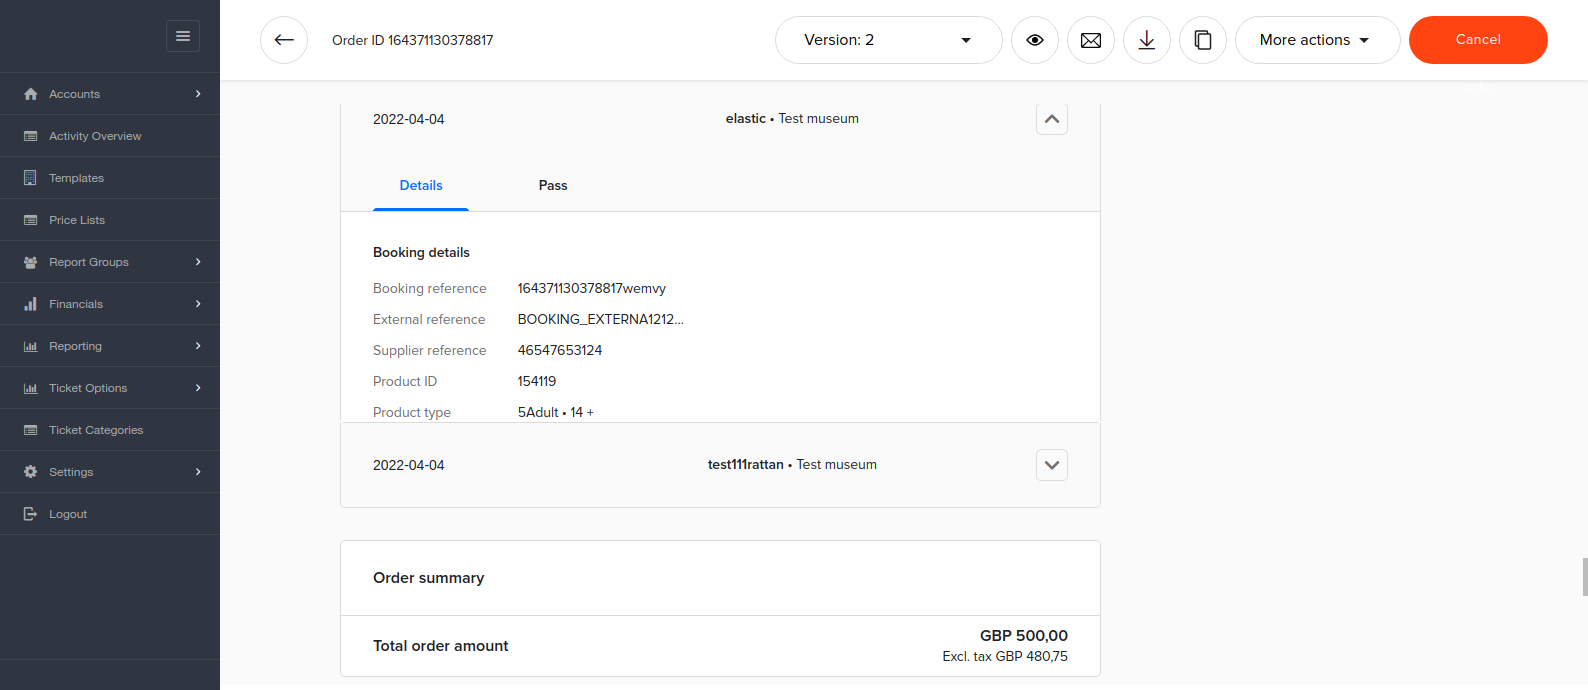 Order ID 164371130378817
Version: 2
More actions
Cancel
Accounts
Activity Overview
Templates
Price Lists
Report Groups
Financials
Reporting
Ticket Options
Ticket Categories
Settings
Logout
2022-04-04
elastic • Test museum
Details
Pass
Booking details
Booking reference 164371130378817wemvy
External reference BOOKING_EXTERNA1212...
Supplier reference 46547653124
Product ID 154119
Product type 5Adult • 14 +
2022-04-04
test111rattan • Test museum
Order summary
Total order amount
GBP 500,00
Excl. tax GBP 480,75